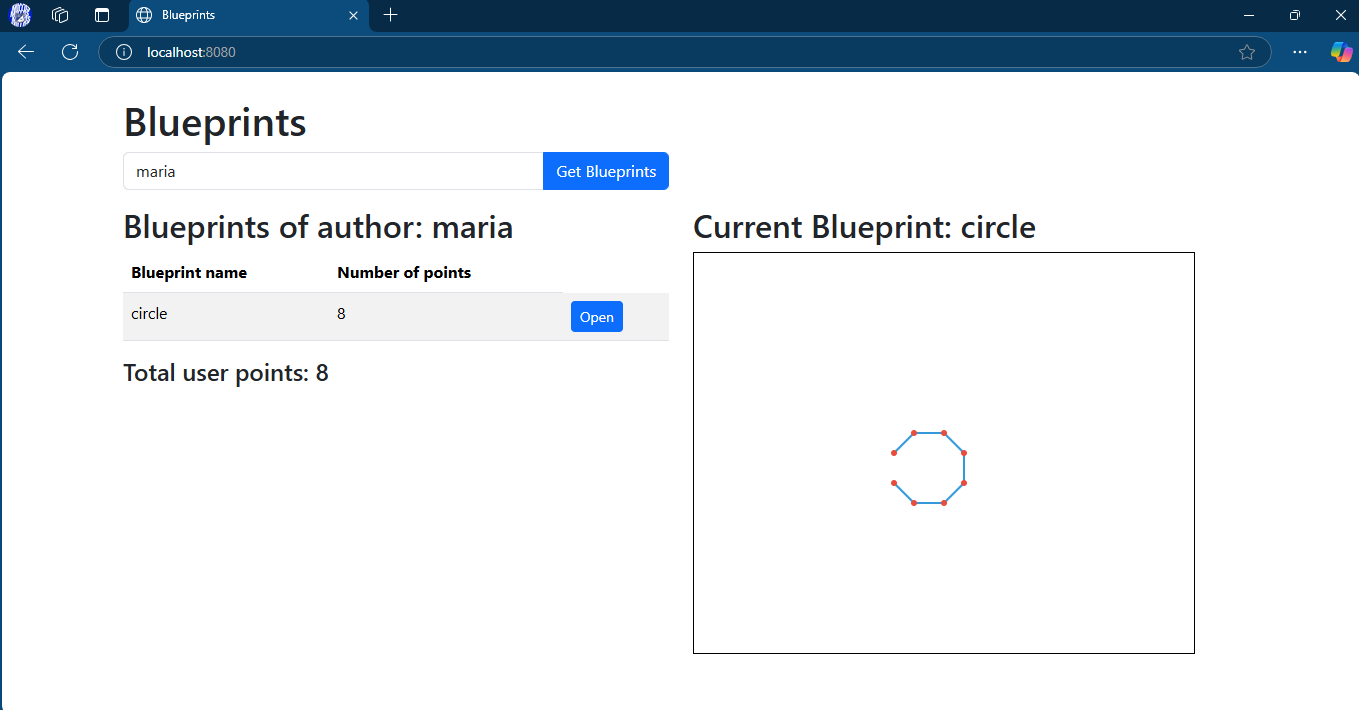 Blueprints
localhost:8080
Blueprints
maria
Get Blueprints
Blueprints of author: maria
Blueprint name Number of points
circle 8 Open
Total user points: 8
Current Blueprint: circle